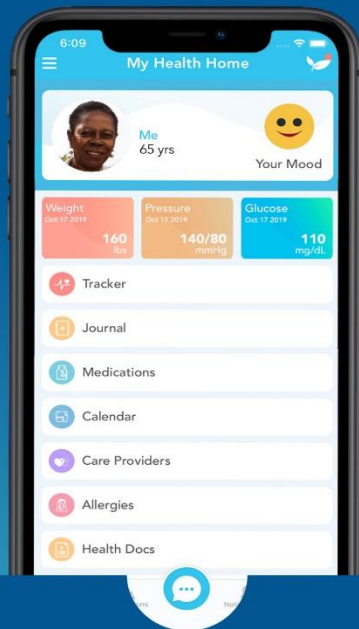 6:09
My Health Home
Me
65 yrs
Your Mood
Weight
Oct 17 2019
160
lbs
Pressure
Oct 17 2019
140/80
mmHg
Glucose
Oct 17 2019
110
mg/dL
Tracker
Journal
Medications
Calendar
Care Providers
Allergies
Health Docs